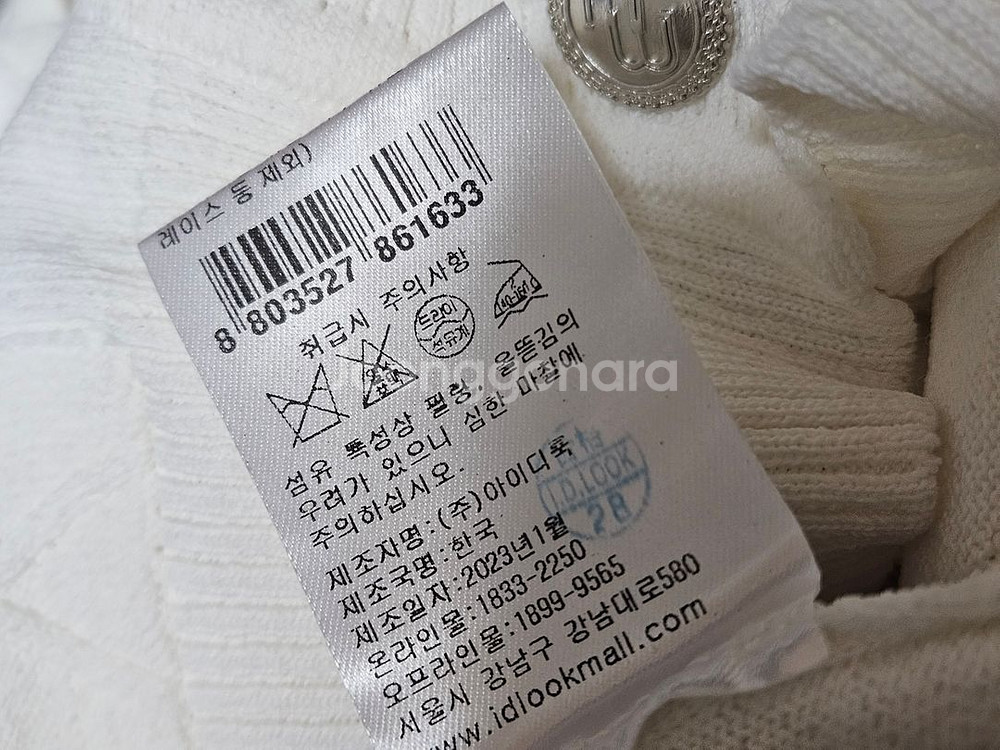 레이스 등 제외)
8 803527 861633
취급시 주의사항
염소
표백
드라이
석유계
섬유 특성상 필링, 올뜯김의
우려가 있으니 심한 마찰에
주의하십시오.
제조자명:(주)아이디룩
제조국명:한국
제조일자:2023년1월
온라인몰:1833-2250
오프라인몰:1899-9565
서울시 강남구 강남대로580
www.idlookmall.com
I.D.LOOK
28